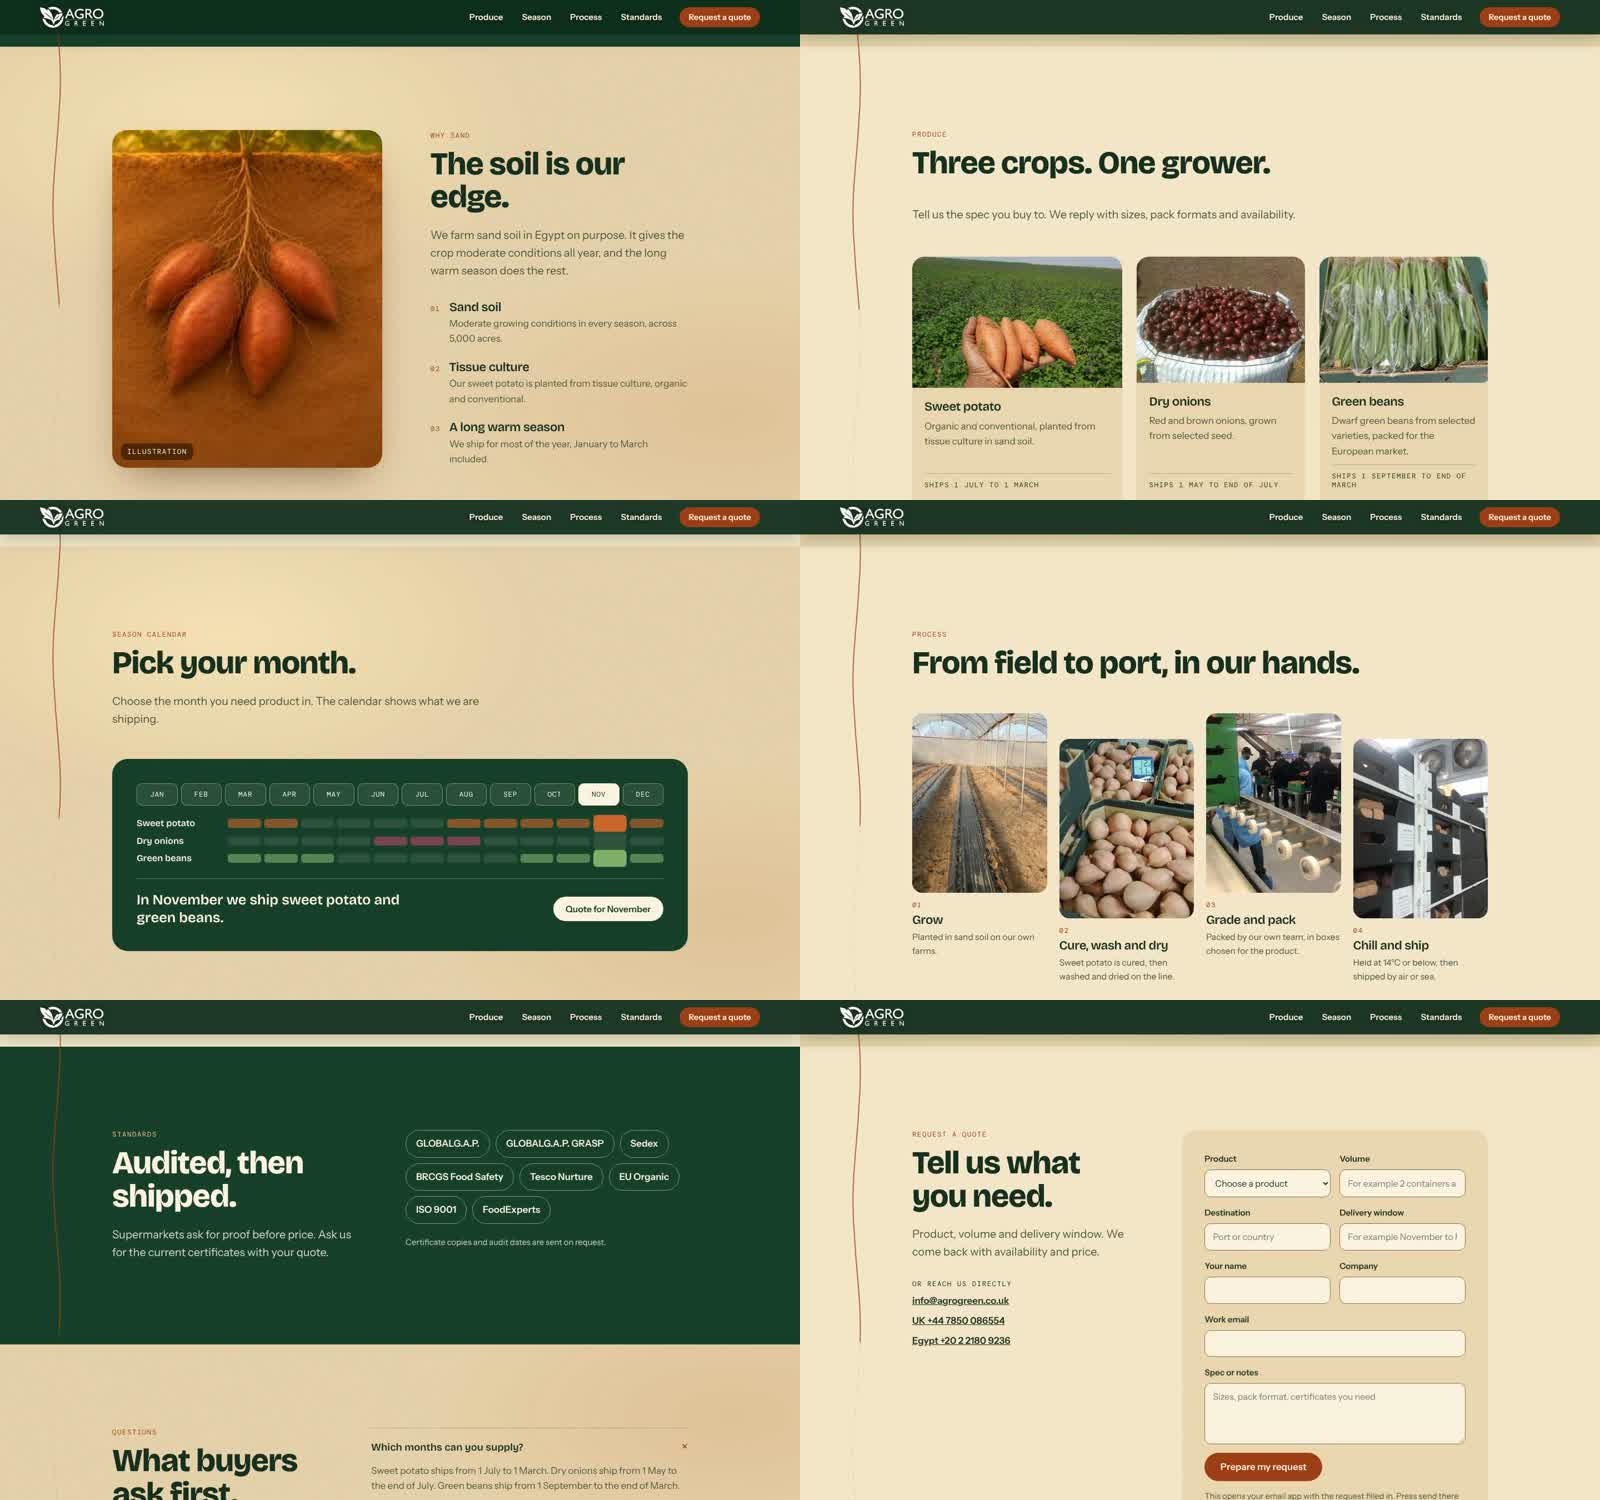 AGRO
GREEN
Produce
Season
Process
Standards
Request a quote
WHY SAND
The soil is our
edge.
We farm sand soil in Egypt on purpose. It gives the
crop moderate conditions all year, and the long
warm season does the rest.
01
Sand soil
Moderate growing conditions in every season, across
5,000 acres.
02
Tissue culture
Our sweet potato is planted from tissue culture, organic
and conventional.
03
A long warm season
We ship for most of the year, January to March
included.
ILLUSTRATION
AGRO
GREEN
Produce
Season
Process
Standards
Request a quote
PRODUCE
Three crops. One grower.
Tell us the spec you buy to. We reply with sizes, pack formats and availability.
Sweet potato
Organic and conventional, planted from
tissue culture in sand soil.
SHIPS 1 JULY TO 1 MARCH
Dry onions
Red and brown onions, grown
from selected seed.
SHIPS 1 MAY TO END OF JULY
Green beans
Dwarf green beans from selected
varieties, packed for the
European market.
SHIPS 1 SEPTEMBER TO END OF
MARCH
AGRO
GREEN
Produce
Season
Process
Standards
Request a quote
SEASON CALENDAR
Pick your month.
Choose the month you need product in. The calendar shows what we are
shipping.
JAN
FEB
MAR
APR
MAY
JUN
JUL
AUG
SEP
OCT
NOV
DEC
Sweet potato
Dry onions
Green beans
In November we ship sweet potato and
green beans.
Quote for November
AGRO
GREEN
Produce
Season
Process
Standards
Request a quote
PROCESS
From field to port, in our hands.
01
Grow
Planted in sand soil on our own
farms.
02
Cure, wash and dry
Sweet potato is cured, then
washed and dried on the line.
03
Grade and pack
Packed by our own team, in boxes
chosen for the product.
04
Chill and ship
Held at 14°C or below, then
shipped by air or sea.
AGRO
GREEN
Produce
Season
Process
Standards
Request a quote
STANDARDS
Audited, then
shipped.
Supermarkets ask for proof before price. Ask us
for the current certificates with your quote.
GLOBALG.A.P.
GLOBALG.A.P. GRASP
Sedex
BRCGS Food Safety
Tesco Nurture
EU Organic
ISO 9001
FoodExperts
Certificate copies and audit dates are sent on request.
QUESTIONS
What buyers
ask first.
Which months can you supply?
×
Sweet potato ships from 1 July to 1 March. Dry onions ship from 1 May to
the end of July. Green beans ship from 1 September to the end of March.
AGRO
GREEN
Produce
Season
Process
Standards
Request a quote
REQUEST A QUOTE
Tell us what
you need.
Product, volume and delivery window. We
come back with availability and price.
OR REACH US DIRECTLY
info@agrogreen.co.uk
UK +44 7850 086554
Egypt +20 2 2180 9236
Product
Choose a product
Volume
For example 2 containers a
Destination
Port or country
Delivery window
For example November to
Your name
Company
Work email
Spec or notes
Sizes, pack format, certificates you need
Prepare my request
This opens your email app with the request filled in. Press send there